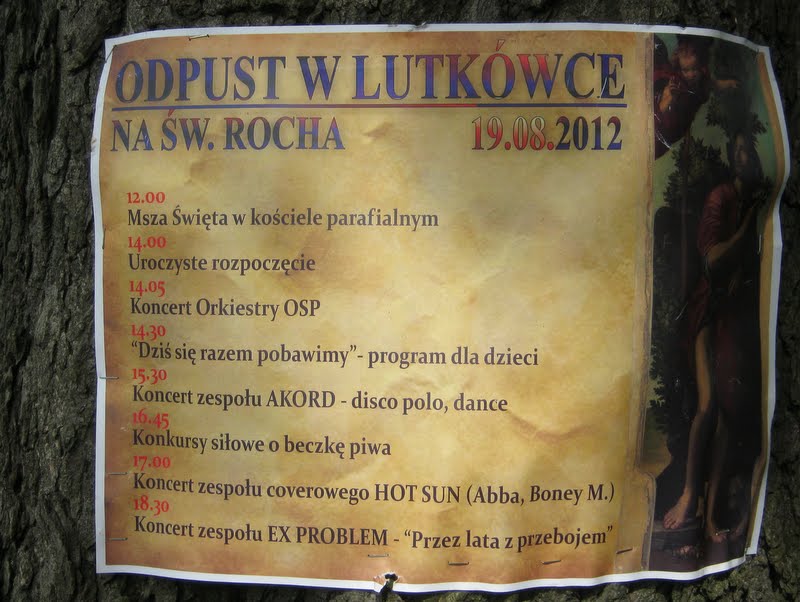 ODPUST W LUTKÓWCE
NA ŚW. ROCHA 19.08.2012
12.00
Msza Święta w kościele parafialnym
14.00
Uroczyste rozpoczęcie
14.05
Koncert Orkiestry OSP
14.30
“Dziś się razem pobawimy”- program dla dzieci
15.30
Koncert zespołu AKORD - disco polo, dance
16.45
Konkursy siłowe o beczkę piwa
17.00
Koncert zespołu coverowego HOT SUN (Abba, Boney M.)
18.30
Koncert zespołu EX PROBLEM - “Przez lata z przebojem”